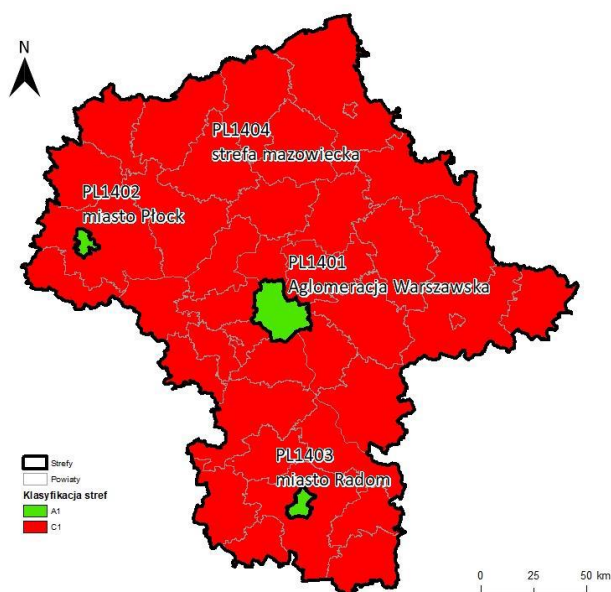 N
PL1404
strefa mazowiecka
PL1402
miasto Płock
PL1401
Aglomeracja Warszawska
PL1403
miasto Radom
Strefy
Powiaty
Klasyfikacja stref
A1
C1
0 25 50 km